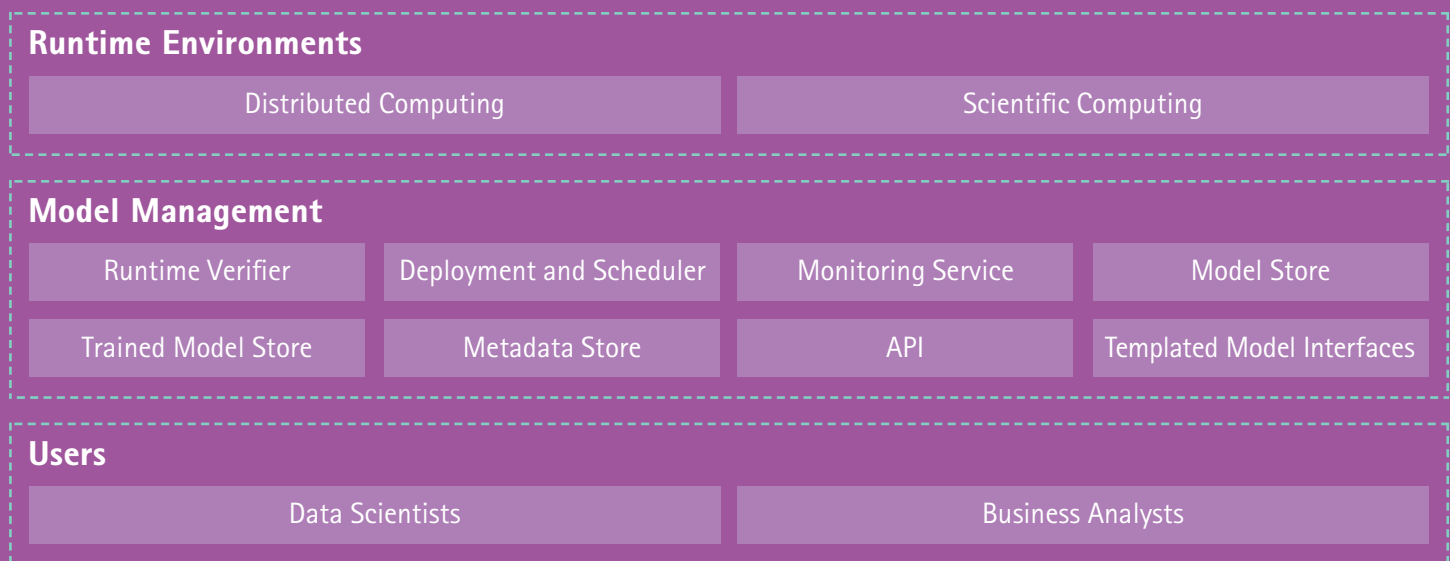 Runtime Environments
Distributed Computing
Scientific Computing
Model Management
Runtime Verifier
Deployment and Scheduler
Monitoring Service
Model Store
Trained Model Store
Metadata Store
API
Templated Model Interfaces
Users
Data Scientists
Business Analysts